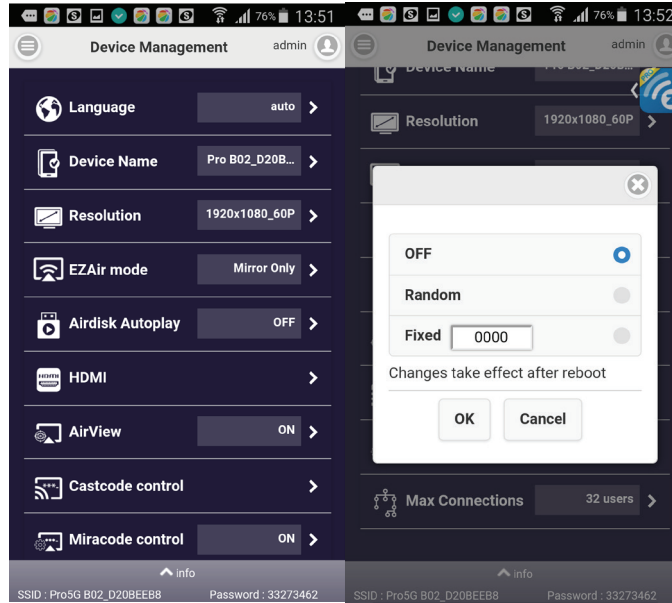 76% 13:51
Device Management admin
Language auto
Device Name Pro B02_D20B...
Resolution 1920x1080_60P
EZAir mode Mirror Only
Airdisk Autoplay OFF
HDMI
AirView ON
Castcode control
Miracode control ON
info
SSID : Pro5G B02_D20BEEB8 Password : 33273462
76% 13:52
Device Management admin
Device Name
Resolution 1920x1080_60P
OFF
Random
Fixed 0000
Changes take effect after reboot
OK Cancel
Max Connections 32 users
info
SSID : Pro5G B02_D20BEEB8 Password : 33273462